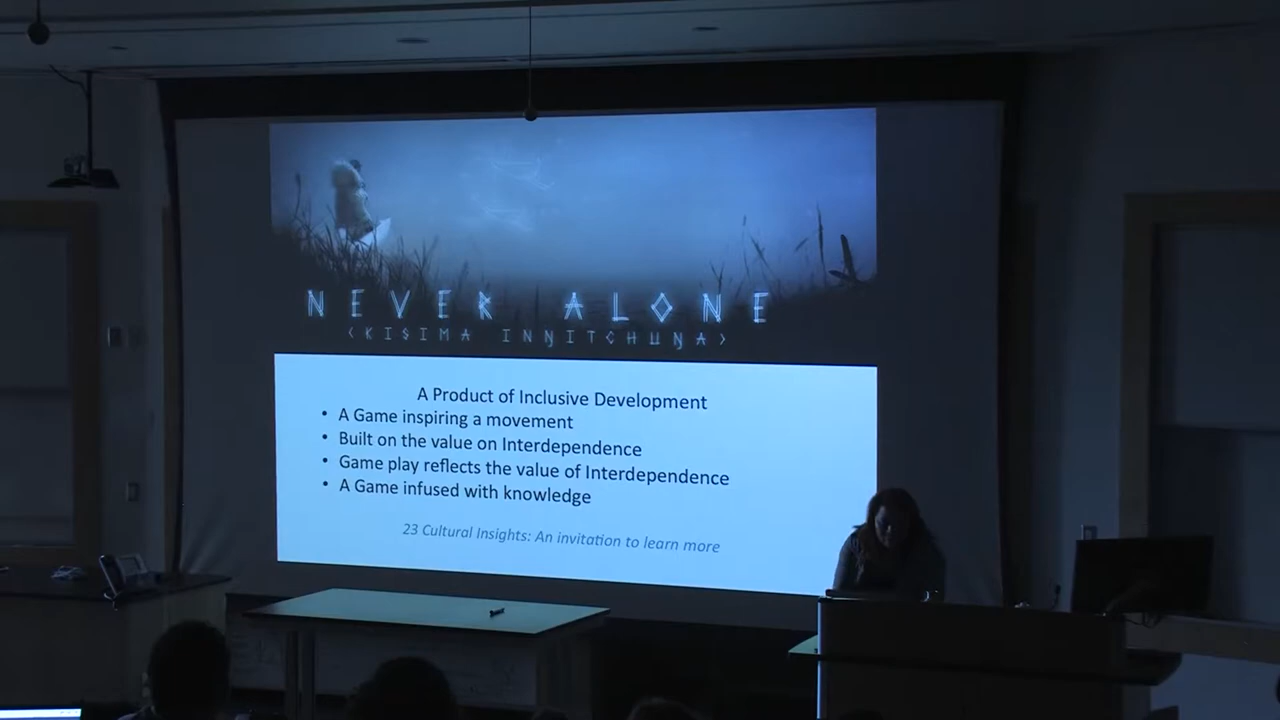 NEVER ALONE
<KISIMA INŊITCHUŊA>
A Product of Inclusive Development
• A Game inspiring a movement
• Built on the value on Interdependence
• Game play reflects the value of Interdependence
• A Game infused with knowledge
23 Cultural Insights: An invitation to learn more